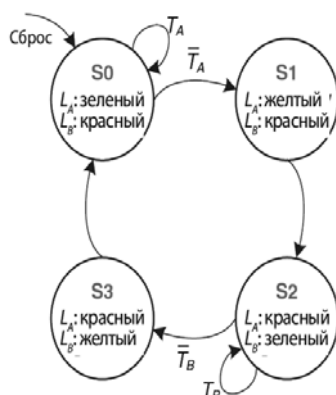 Сброс
T_A
T̅_A
S0
L_A: зеленый
L_B: красный
S1
L_A: желтый
L_B: красный
S3
L_A: красный
L_B: желтый
S2
L_A: красный
L_B: зеленый
T̅_B
T_B